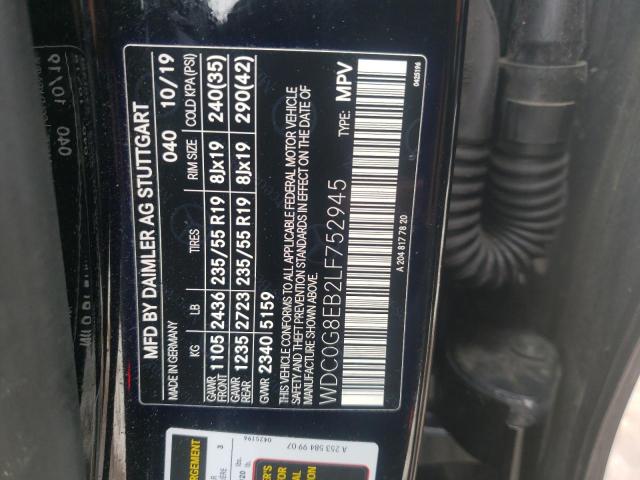 MFD BY DAIMLER AG STUTTGART
MADE IN GERMANY 040 10/19
KG LB TIRES RIM SIZE COLD KPA (PSI)
GAWR FRONT 1105 2436 235/55 R19 8Jx19 240(35)
GAWR REAR 1235 2723 235/55 R19 8Jx19 290(42)
GWR 2340 5159
THIS VEHICLE CONFORMS TO ALL APPLICABLE FEDERAL MOTOR VEHICLE
SAFETY AND THEFT PREVENTION STANDARDS IN EFFECT ON THE DATE OF
MANUFACTURE SHOWN ABOVE.
WDC0G8EB2LF752945 TYPE: MPV
A 204 817 78 20 0425196
A 253 584 99 07
0425196